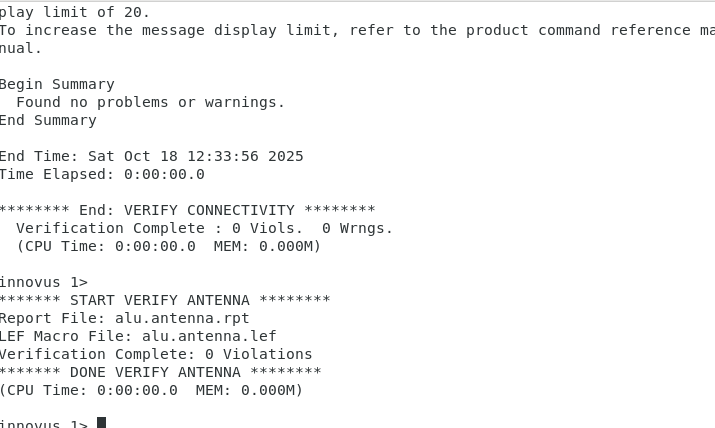 play limit of 20.
To increase the message display limit, refer to the product command reference ma
nual.
Begin Summary
  Found no problems or warnings.
End Summary
End Time: Sat Oct 18 12:33:56 2025
Time Elapsed: 0:00:00.0
******** End: VERIFY CONNECTIVITY ********
  Verification Complete : 0 Viols.  0 Wrngs.
  (CPU Time: 0:00:00.0  MEM: 0.000M)
innovus 1>
******* START VERIFY ANTENNA ********
Report File: alu.antenna.rpt
LEF Macro File: alu.antenna.lef
Verification Complete: 0 Violations
******* DONE VERIFY ANTENNA ********
(CPU Time: 0:00:00.0  MEM: 0.000M)
innovus 1>